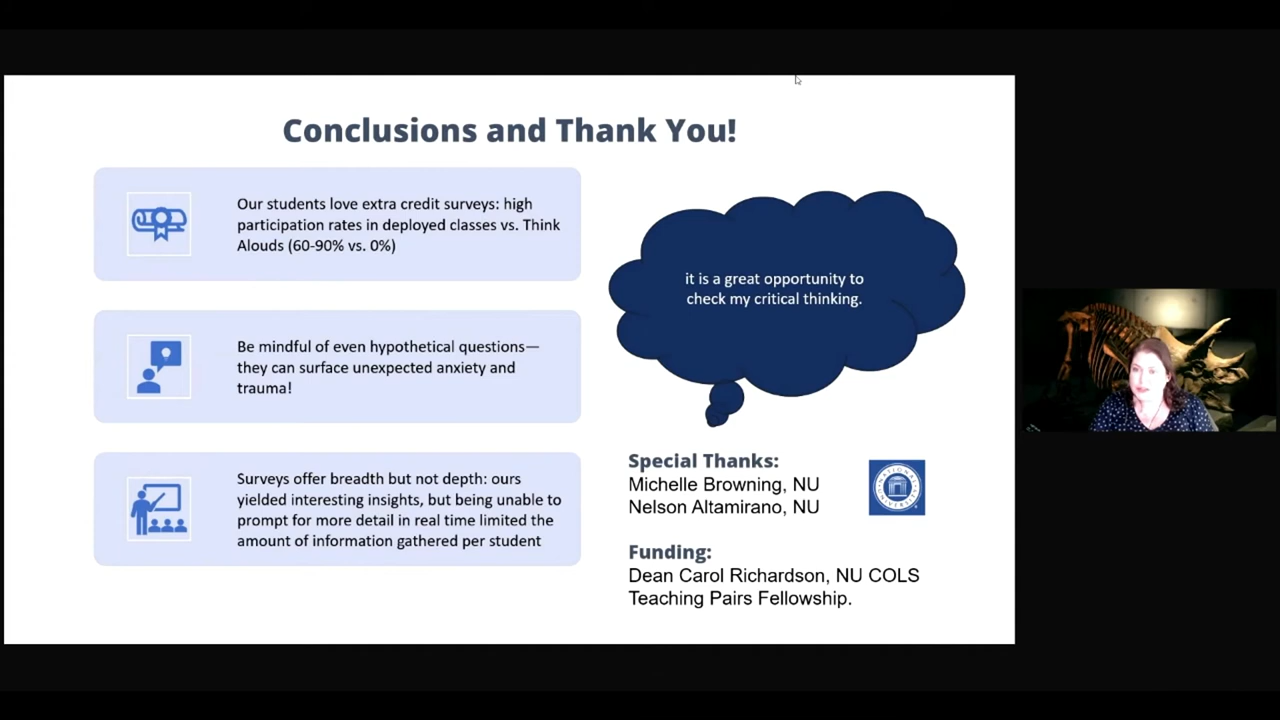 Conclusions and Thank You!
Our students love extra credit surveys: high
participation rates in deployed classes vs. Think
Alouds (60-90% vs. 0%)
Be mindful of even hypothetical questions—
they can surface unexpected anxiety and
trauma!
Surveys offer breadth but not depth: ours
yielded interesting insights, but being unable to
prompt for more detail in real time limited the
amount of information gathered per student
it is a great opportunity to
check my critical thinking.
Special Thanks:
Michelle Browning, NU
Nelson Altamirano, NU
NATIONAL UNIVERSITY
Funding:
Dean Carol Richardson, NU COLS
Teaching Pairs Fellowship.